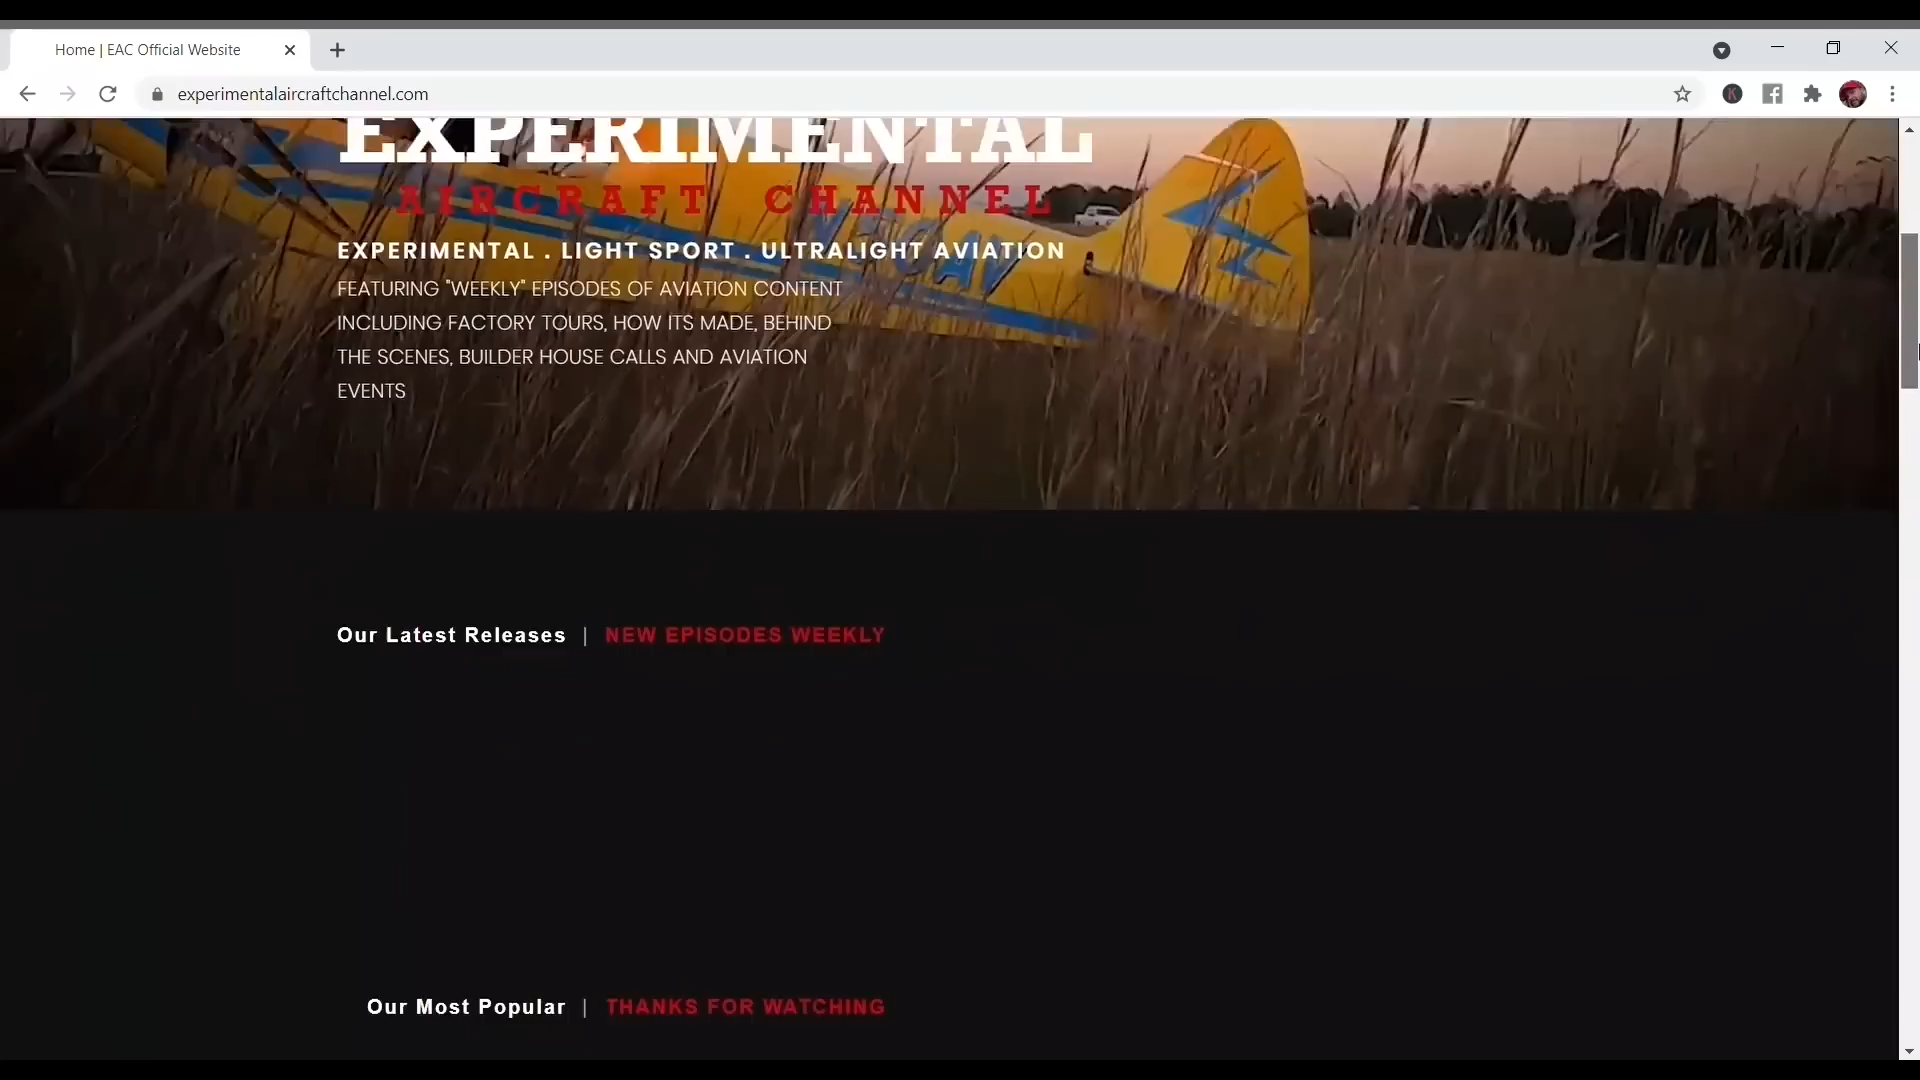 Home | EAC Official Website
experimentalaircraftchannel.com
EXPERIMENTAL
AIRCRAFT CHANNEL
EXPERIMENTAL . LIGHT SPORT . ULTRALIGHT AVIATION
FEATURING "WEEKLY" EPISODES OF AVIATION CONTENT
INCLUDING FACTORY TOURS, HOW ITS MADE, BEHIND
THE SCENES, BUILDER HOUSE CALLS AND AVIATION
EVENTS
Our Latest Releases | NEW EPISODES WEEKLY
Our Most Popular | THANKS FOR WATCHING